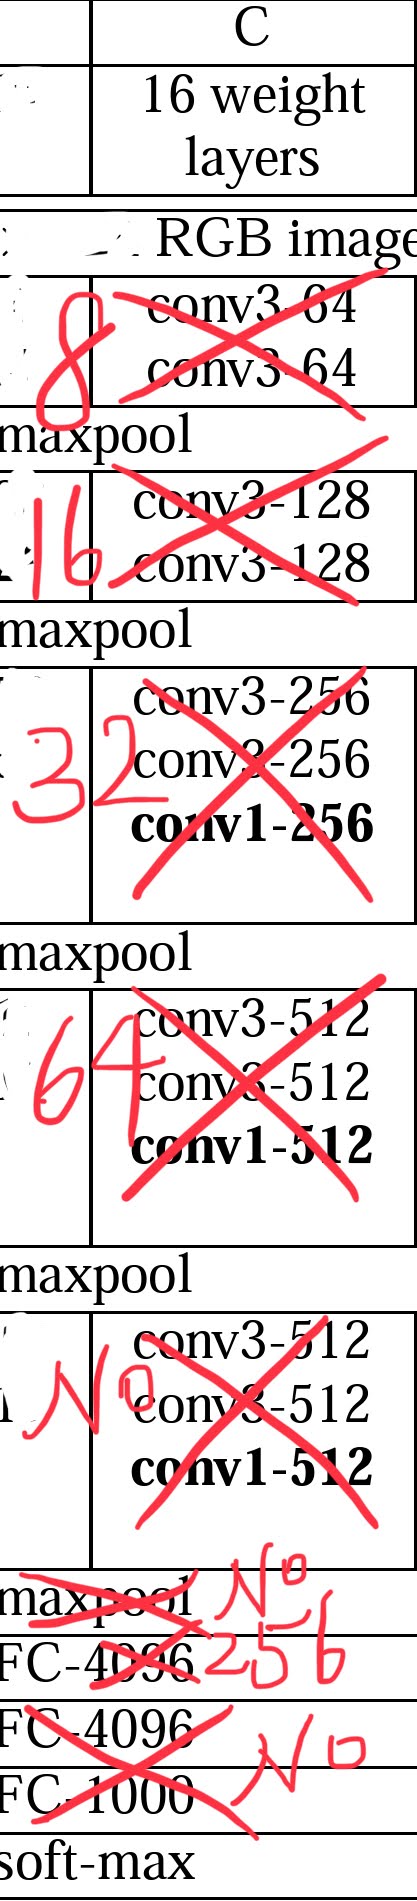 C
16 weight
layers
RGB image
conv3-64
8
conv3-64
maxpool
conv3-128
16
conv3-128
maxpool
conv3-256
32
conv3-256
conv1-256
maxpool
conv3-512
64
conv3-512
conv1-512
maxpool
conv3-512
No
conv3-512
conv1-512
maxpool No
FC-4096 256
FC-4096
No
FC-1000
soft-max